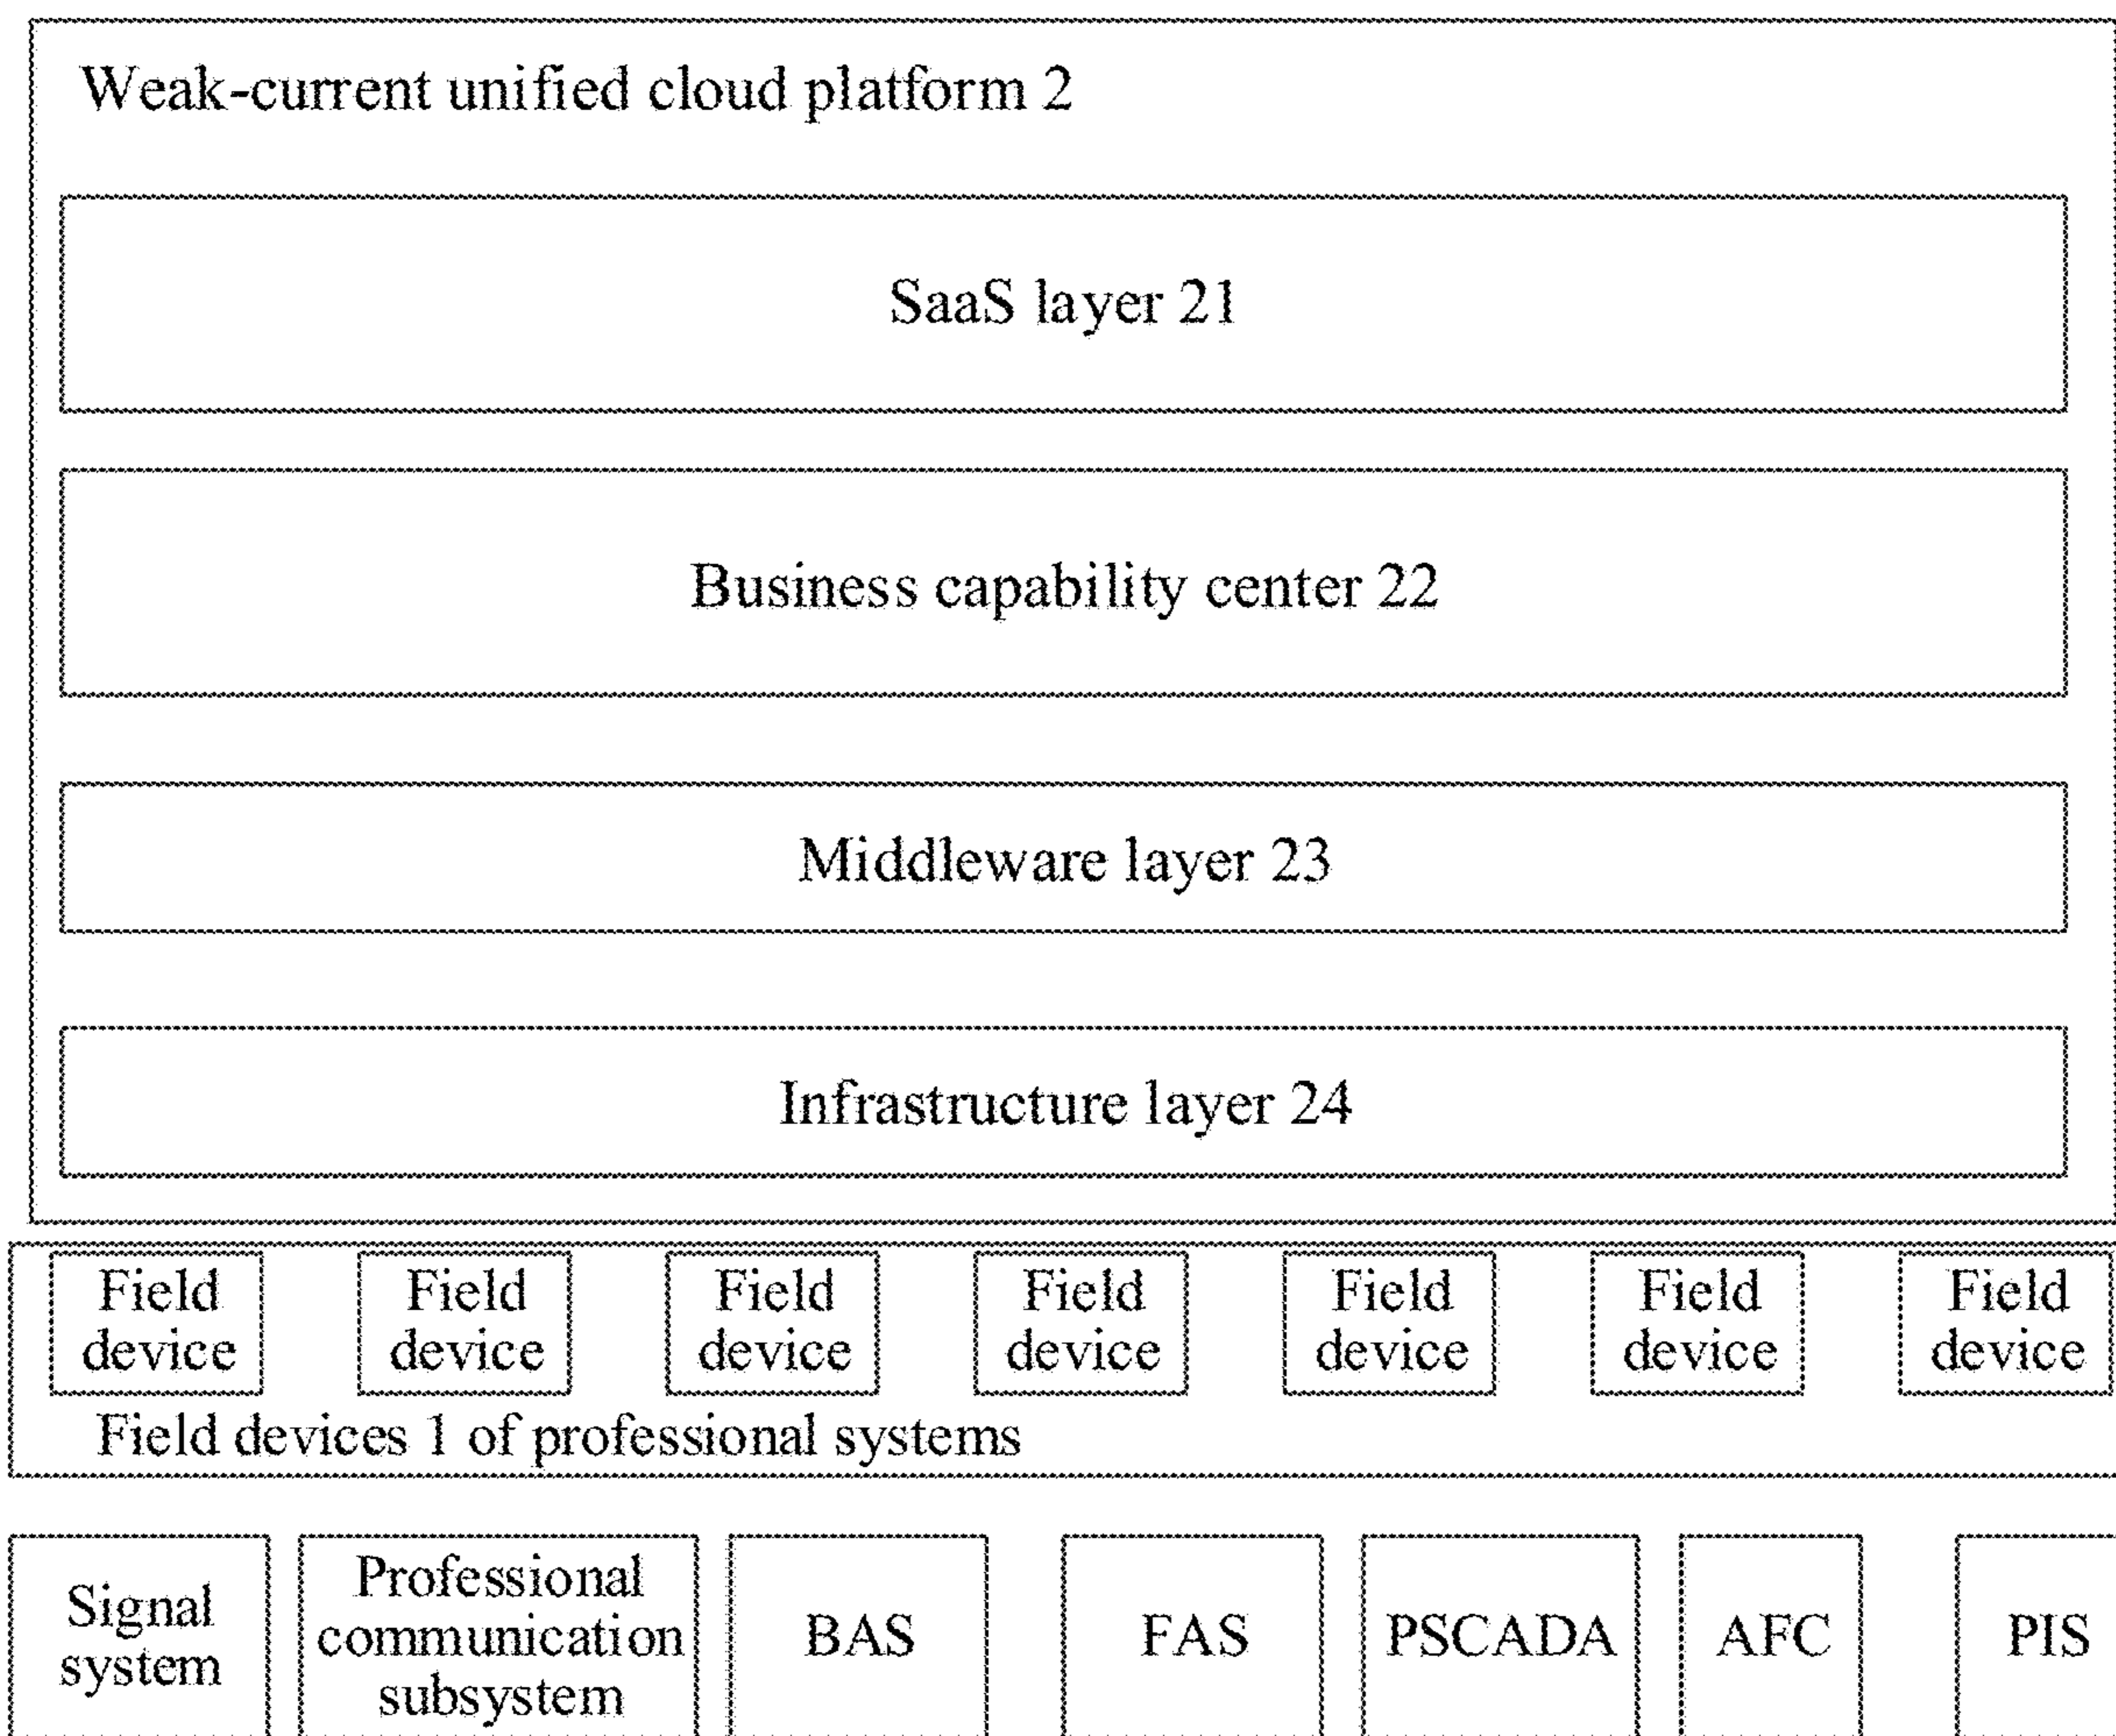 Weak-current unified cloud platform 2
SaaS layer 21
Business capability center 22
Middleware layer 23
Infrastructure layer 24
Field
device
Field
device
Field
device
Field
device
Field
device
Field
device
Field
device
Field devices 1 of professional systems
Signal
system
Professional
communication
subsystem
BAS
FAS
PSCADA
AFC
PIS